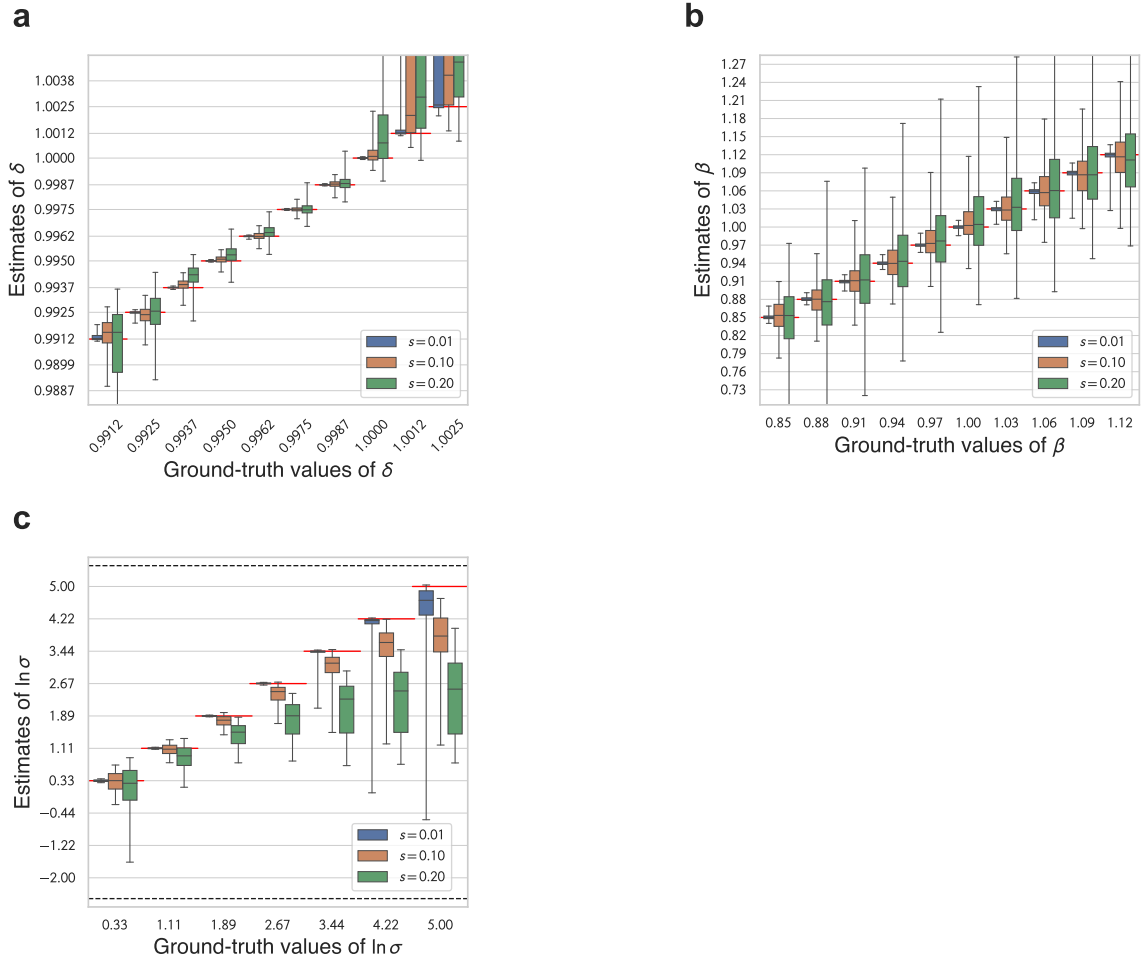 a
Estimates of δ
1.0038
1.0025
1.0012
1.0000
0.9987
0.9975
0.9962
0.9950
0.9937
0.9925
0.9912
0.9899
0.9887
s = 0.01
s = 0.10
s = 0.20
0.9912 0.9925 0.9937 0.9950 0.9962 0.9975 0.9987 1.0000 1.0012 1.0025
Ground-truth values of δ
b
Estimates of β
1.27
1.24
1.21
1.18
1.15
1.12
1.09
1.06
1.03
1.00
0.97
0.94
0.91
0.88
0.85
0.82
0.79
0.76
0.73
s = 0.01
s = 0.10
s = 0.20
0.85 0.88 0.91 0.94 0.97 1.00 1.03 1.06 1.09 1.12
Ground-truth values of β
c
Estimates of ln σ
5.00
4.22
3.44
2.67
1.89
1.11
0.33
−0.44
−1.22
−2.00
s = 0.01
s = 0.10
s = 0.20
0.33 1.11 1.89 2.67 3.44 4.22 5.00
Ground-truth values of ln σ